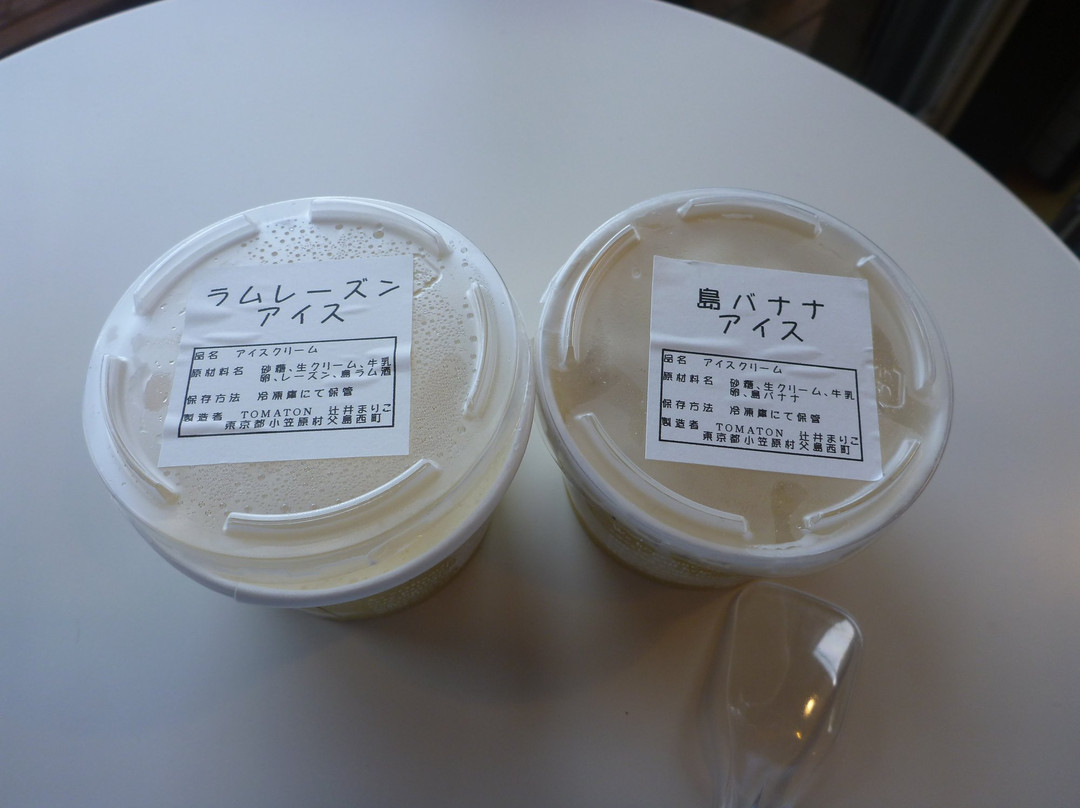 ラムレーズン
アイス
品名 アイスクリーム
原材料名 砂糖、生クリーム、牛乳
卵、レーズン、島ラム酒
保存方法 冷凍庫にて保管
製造者 TOMATON 辻井まりこ
東京都小笠原村父島西町
島バナナ
アイス
品名 アイスクリーム
原材料名 砂糖、生クリーム、牛乳
卵、島バナナ
保存方法 冷凍庫にて保管
製造者 TOMATON 辻井まりこ
東京都小笠原村父島西町